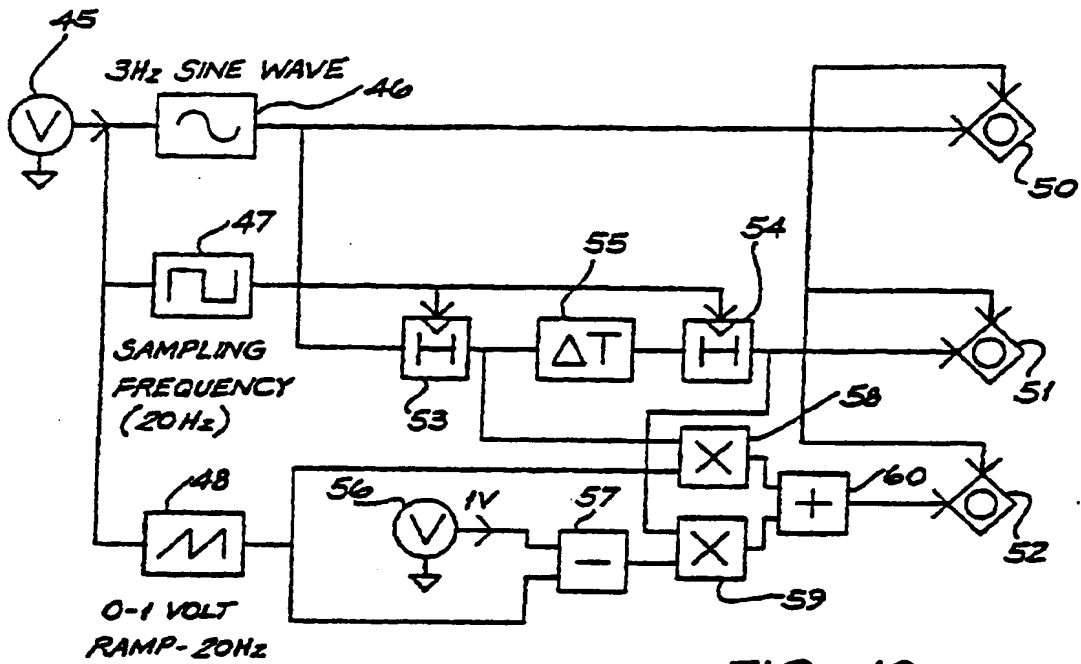 45
3HZ SINE WAVE
46
50
47
55
54
SAMPLING
FREQUENCY
(20HZ)
53
ΔT
51
58
48
56
V
1V
57
60
59
52
0-1 VOLT
RAMP-20HZ
V